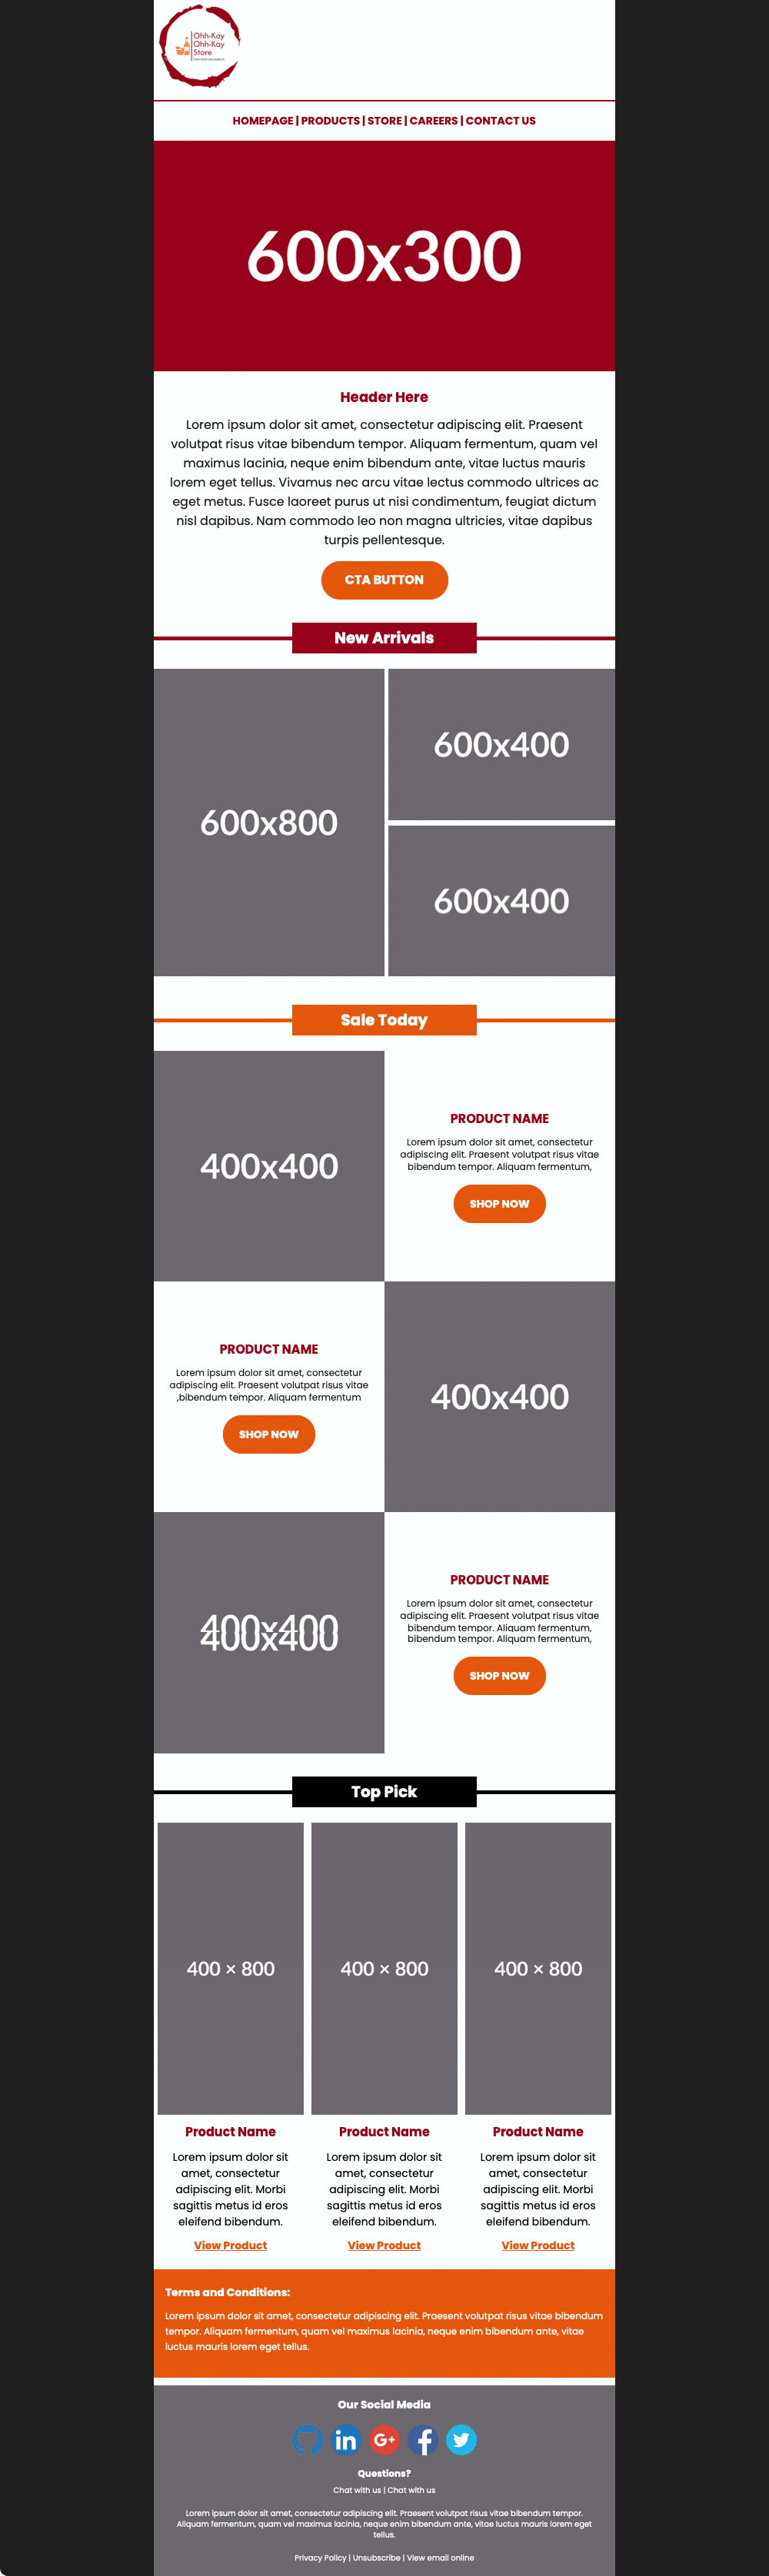 Ohh-Kay
Ohh-Kay
Store
HOMEPAGE | PRODUCTS | STORE | CAREERS | CONTACT US
600x300
Header Here
Lorem ipsum dolor sit amet, consectetur adipiscing elit. Praesent
volutpat risus vitae bibendum tempor. Aliquam fermentum, quam vel
maximus lacinia, neque enim bibendum ante, vitae luctus mauris
lorem eget tellus. Vivamus nec arcu vitae lectus commodo ultrices ac
eget metus. Fusce laoreet purus ut nisi condimentum, feugiat dictum
nisl dapibus. Nam commodo leo non magna ultricies, vitae dapibus
turpis pellentesque.
CTA BUTTON
New Arrivals
600x800
600x400
600x400
Sale Today
400x400
PRODUCT NAME
Lorem ipsum dolor sit amet, consectetur
adipiscing elit. Praesent volutpat risus vitae
bibendum tempor. Aliquam fermentum,
SHOP NOW
PRODUCT NAME
Lorem ipsum dolor sit amet, consectetur
adipiscing elit. Praesent volutpat risus vitae
,bibendum tempor. Aliquam fermentum
SHOP NOW
400x400
400x400
PRODUCT NAME
Lorem ipsum dolor sit amet, consectetur
adipiscing elit. Praesent volutpat risus vitae
bibendum tempor. Aliquam fermentum,
bibendum tempor. Aliquam fermentum,
SHOP NOW
Top Pick
400 × 800
400 × 800
400 × 800
Product Name
Lorem ipsum dolor sit
amet, consectetur
adipiscing elit. Morbi
sagittis metus id eros
eleifend bibendum.
View Product
Product Name
Lorem ipsum dolor sit
amet, consectetur
adipiscing elit. Morbi
sagittis metus id eros
eleifend bibendum.
View Product
Product Name
Lorem ipsum dolor sit
amet, consectetur
adipiscing elit. Morbi
sagittis metus id eros
eleifend bibendum.
View Product
Terms and Conditions:
Lorem ipsum dolor sit amet, consectetur adipiscing elit. Praesent volutpat risus vitae bibendum
tempor. Aliquam fermentum, quam vel maximus lacinia, neque enim bibendum ante, vitae
luctus mauris lorem eget tellus.
Our Social Media
in
G+
f
Questions?
Chat with us | Chat with us
Lorem ipsum dolor sit amet, consectetur adipiscing elit. Praesent volutpat risus vitae bibendum tempor.
Aliquam fermentum, quam vel maximus lacinia, neque enim bibendum ante, vitae luctus mauris lorem eget
tellus.
Privacy Policy | Unsubscribe | View email online